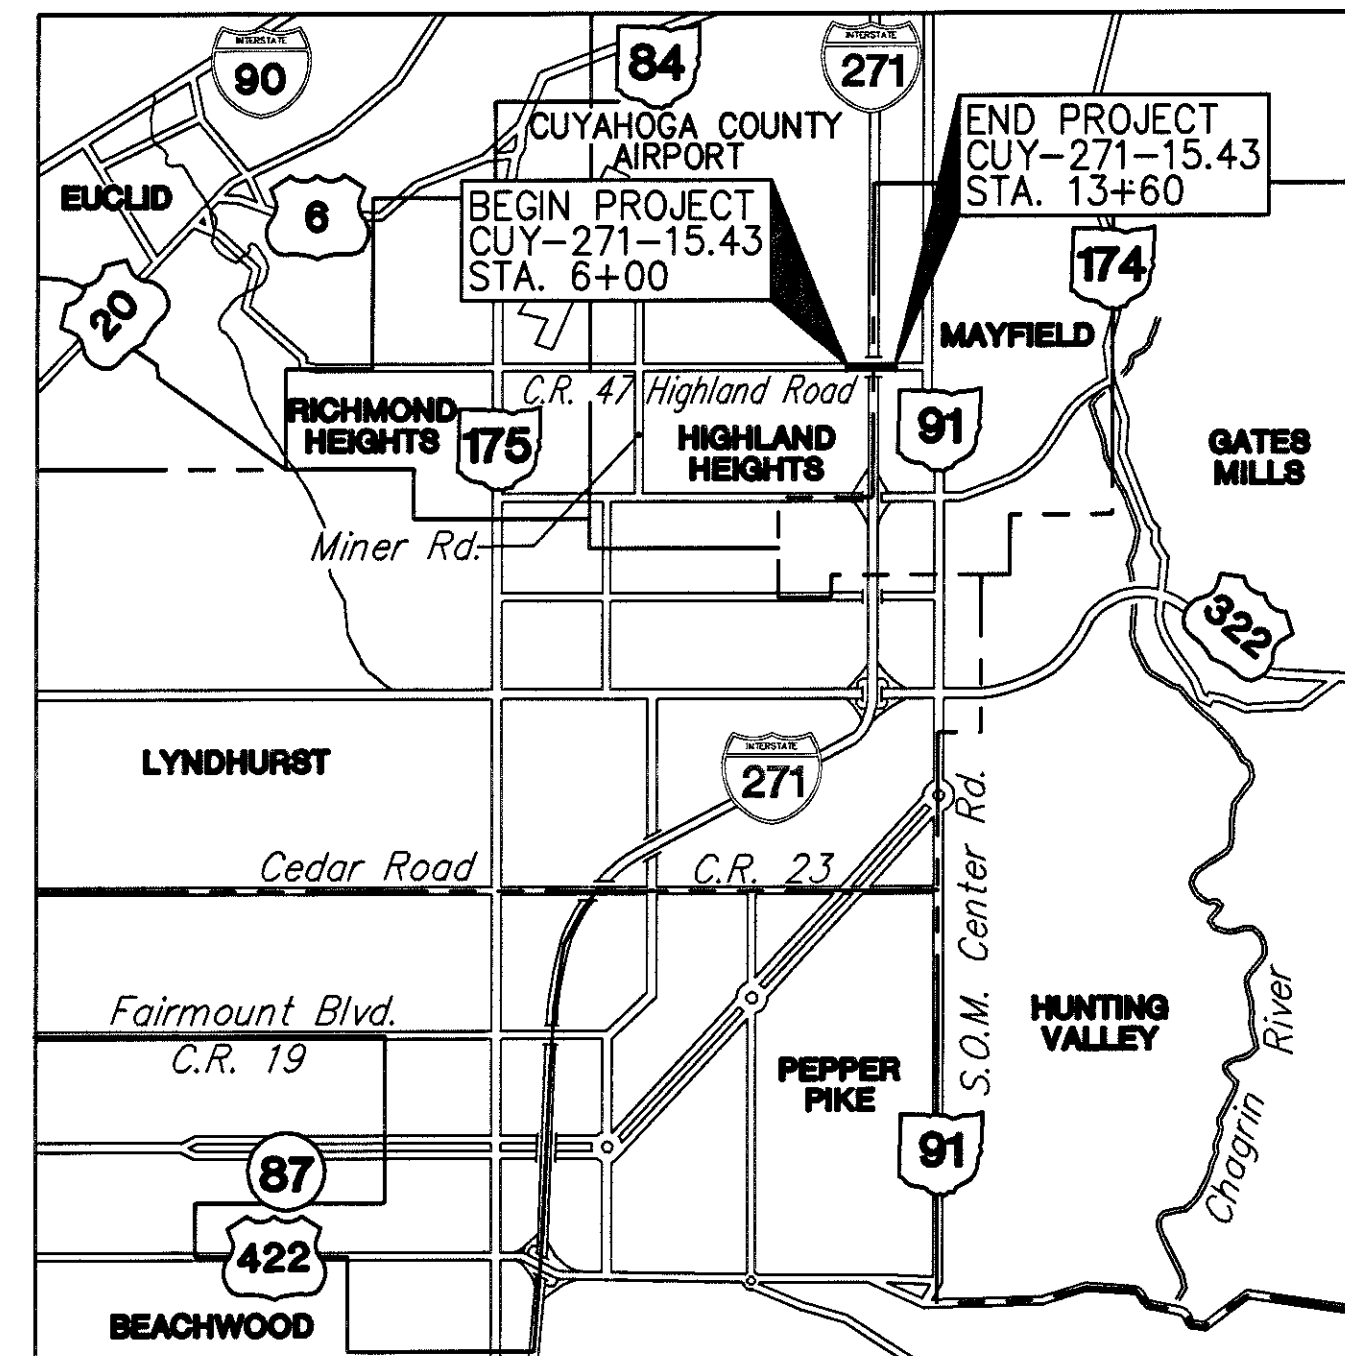 INTERSTATE
90
84
INTERSTATE
271
CUYAHOGA COUNTY
AIRPORT
END PROJECT
CUY-271-15.43
STA. 13+60
EUCLID
6
BEGIN PROJECT
CUY-271-15.43
STA. 6+00
174
20
MAYFIELD
C.R. 47 Highland Road
RICHMOND
HEIGHTS
175
HIGHLAND
HEIGHTS
91
GATES
MILLS
Miner Rd.
322
LYNDHURST
INTERSTATE
271
Cedar Road
C.R. 23
S.O.M. Center Rd.
Fairmount Blvd.
C.R. 19
HUNTING
VALLEY
Chagrin River
PEPPER
PIKE
91
87
422
BEACHWOOD